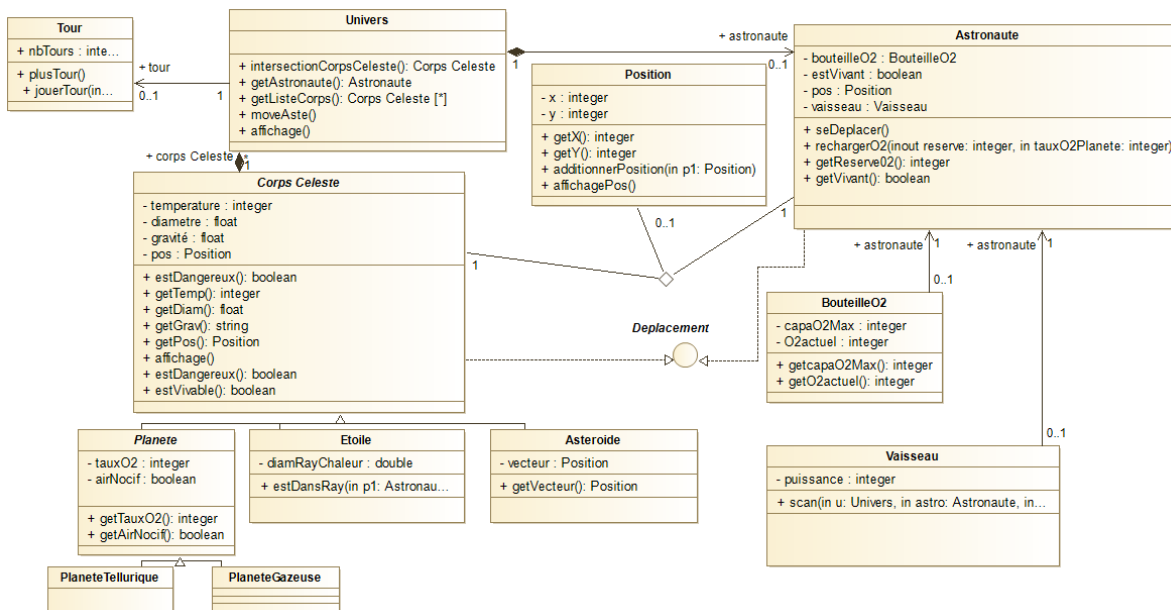 Tour
+ nbTours : inte...
+ plusTour()
+ jouerTour(in...
+ tour
0..1
1
Univers
+ intersectionCorpsCeleste(): Corps Celeste
+ getAstronaute(): Astronaute
+ getListeCorps(): Corps Celeste [*]
+ moveAste()
+ affichage()
1
+ astronaute
0..1
Astronaute
- bouteilleO2 : BouteilleO2
- estVivant : boolean
- pos : Position
- vaisseau : Vaisseau
+ seDeplacer()
+ rechargerO2(inout reserve: integer, in tauxO2Planete: integer)
+ getReserve02(): integer
+ getVivant(): boolean
Position
- x : integer
- y : integer
+ getX(): integer
+ getY(): integer
+ additionnerPosition(in p1: Position)
+ affichagePos()
0..1
1
1
+ corps Celeste
*
1
Corps Celeste
- temperature : integer
- diametre : float
- gravité : float
- pos : Position
+ estDangereux(): boolean
+ getTemp(): integer
+ getDiam(): float
+ getGrav(): string
+ getPos(): Position
+ affichage()
+ estDangereux(): boolean
+ estVivable(): boolean
Deplacement
+ astronaute
1
0..1
+ astronaute
1
0..1
BouteilleO2
- capaO2Max : integer
- O2actuel : integer
+ getcapaO2Max(): integer
+ getO2actuel(): integer
Planete
- tauxO2 : integer
- airNocif : boolean
+ getTauxO2(): integer
+ getAirNocif(): boolean
Etoile
- diamRayChaleur : double
+ estDansRay(in p1: Astronau...
Asteroide
- vecteur : Position
+ getVecteur(): Position
Vaisseau
- puissance : integer
+ scan(in u: Univers, in astro: Astronaute, in...
PlaneteTellurique
PlaneteGazeuse